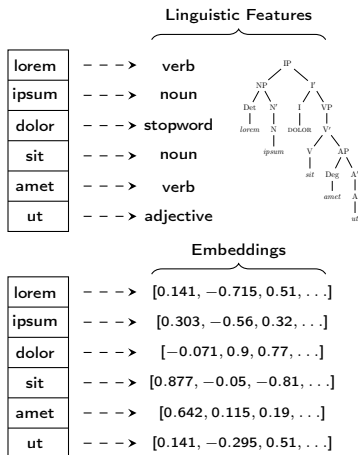 Linguistic Features
lorem verb
ipsum noun
dolor stopword
sit noun
amet verb
ut adjective
IP
NP I'
Det N' I VP
lorem N DOLOR V'
ipsum
V AP
sit Deg A'
amet A
ut
Embeddings
lorem [0.141, −0.715, 0.51, ...]
ipsum [0.303, −0.56, 0.32, ...]
dolor [−0.071, 0.9, 0.77, ...]
sit [0.877, −0.05, −0.81, ...]
amet [0.642, 0.115, 0.19, ...]
ut [0.141, −0.295, 0.51, ...]